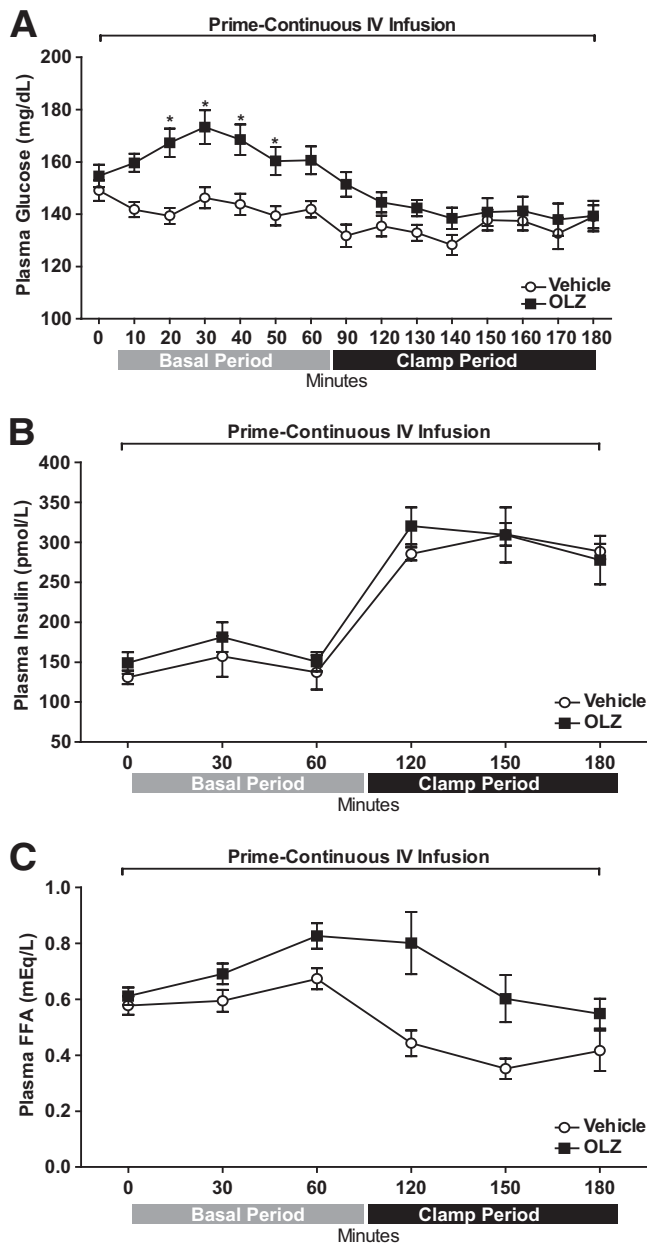 A
Prime-Continuous IV Infusion
Plasma Glucose (mg/dL)
200
180
160
140
120
100
* * * *
Vehicle
OLZ
0 10 20 30 40 50 60 90 120 130 140 150 160 170 180
Basal Period Clamp Period
Minutes
B
Prime-Continuous IV Infusion
Plasma Insulin (pmol/L)
400
350
300
250
200
150
100
50
Vehicle
OLZ
0 30 60 120 150 180
Basal Period Clamp Period
Minutes
C
Prime-Continuous IV Infusion
Plasma FFA (mEq/L)
1.0
0.8
0.6
0.4
0.2
0.0
Vehicle
OLZ
0 30 60 120 150 180
Basal Period Clamp Period
Minutes